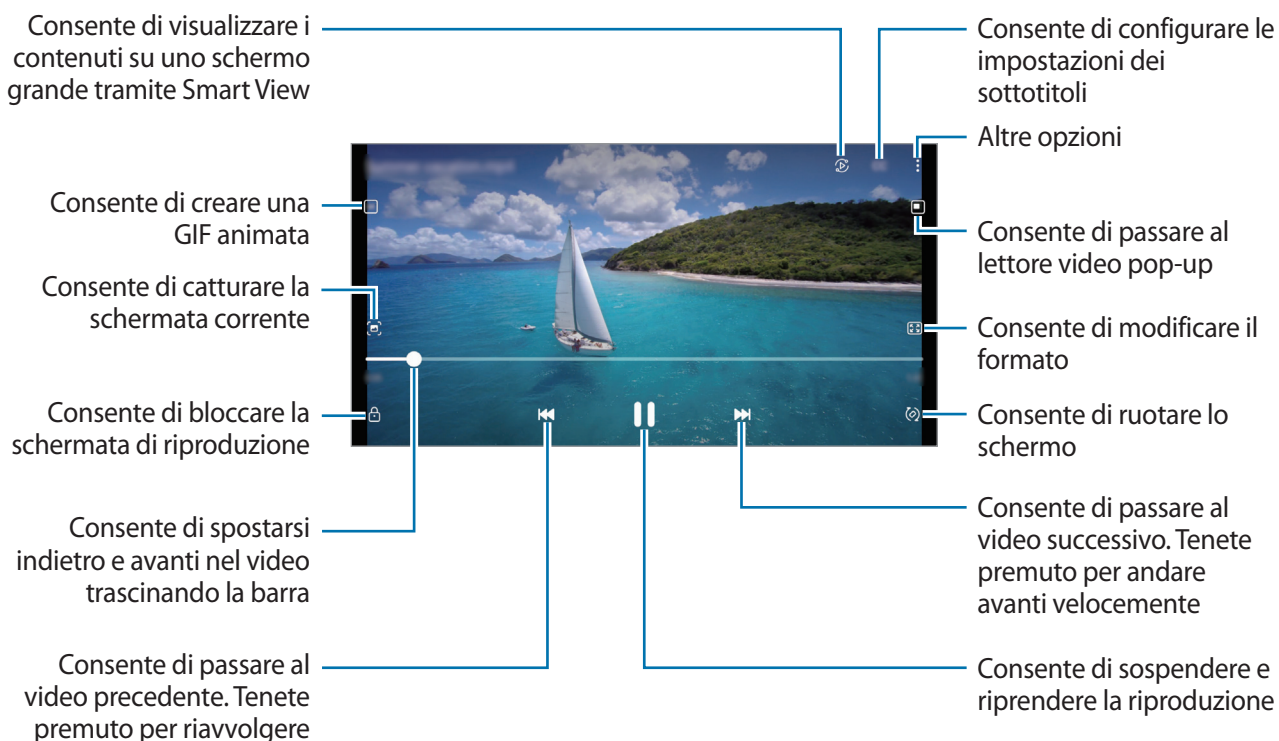 Consente di visualizzare i
contenuti su uno schermo
grande tramite Smart View
Consente di creare una
GIF animata
Consente di catturare la
schermata corrente
Consente di bloccare la
schermata di riproduzione
Consente di spostarsi
indietro e avanti nel video
trascinando la barra
Consente di passare al
video precedente. Tenete
premuto per riavvolgere
Consente di configurare le
impostazioni dei
sottotitoli
Altre opzioni
Consente di passare al
lettore video pop-up
Consente di modificare il
formato
Consente di ruotare lo
schermo
Consente di passare al
video successivo. Tenete
premuto per andare
avanti velocemente
Consente di sospendere e
riprendere la riproduzione